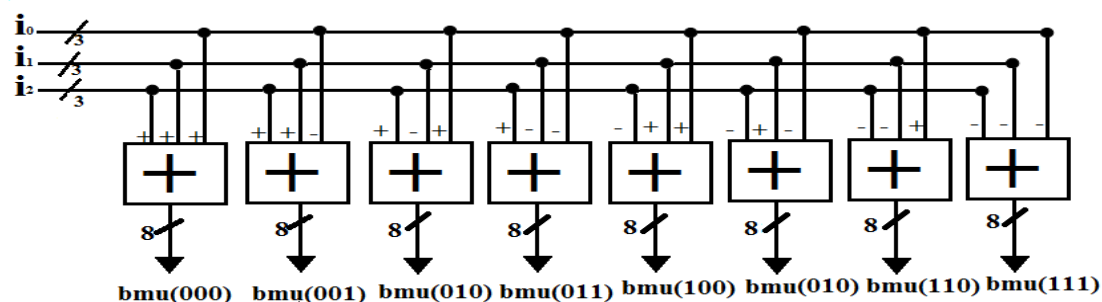 i₀ 3
i₁ 3
i₂ 3
+ + + + + - + - + + - - - + + - + - - - + - - -
+ + + + + + + +
8 8 8 8 8 8 8 8
bmu(000) bmu(001) bmu(010) bmu(011) bmu(100) bmu(010) bmu(110) bmu(111)